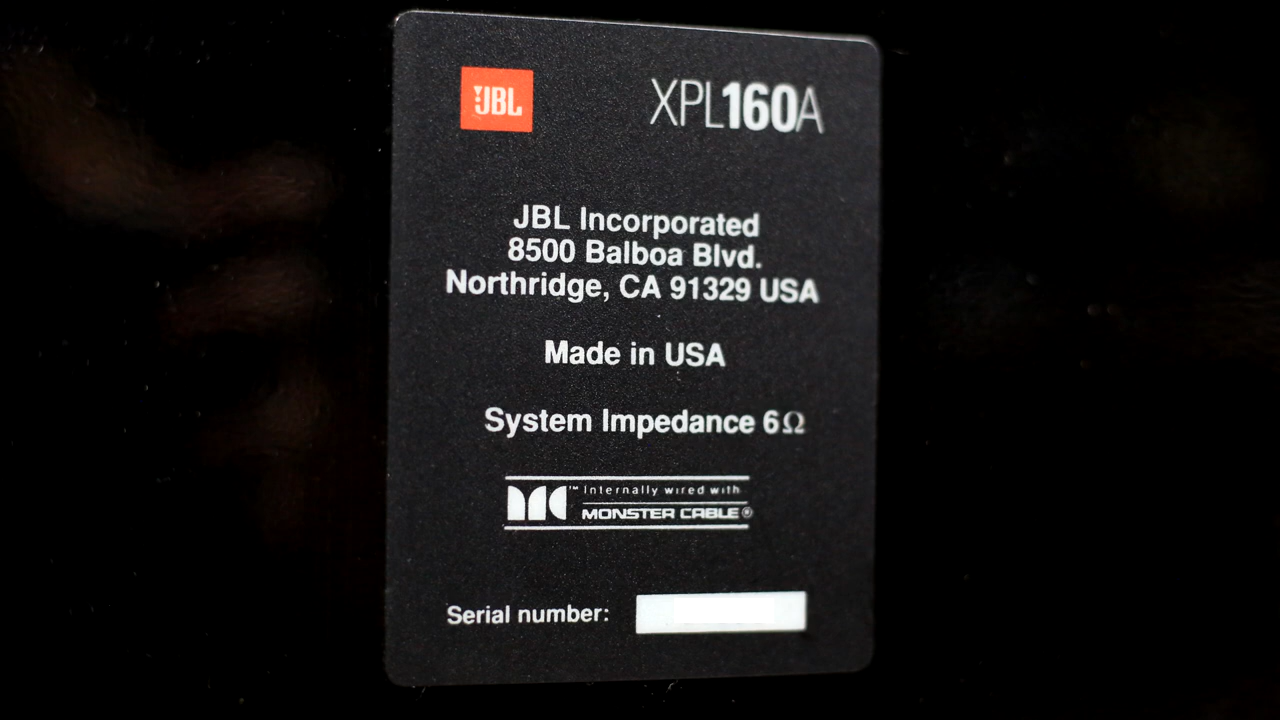 JBL
XPL160A
JBL Incorporated
8500 Balboa Blvd.
Northridge, CA 91329 USA
Made in USA
System Impedance 6Ω
MC™ Internally wired with
MONSTER CABLE®
Serial number: